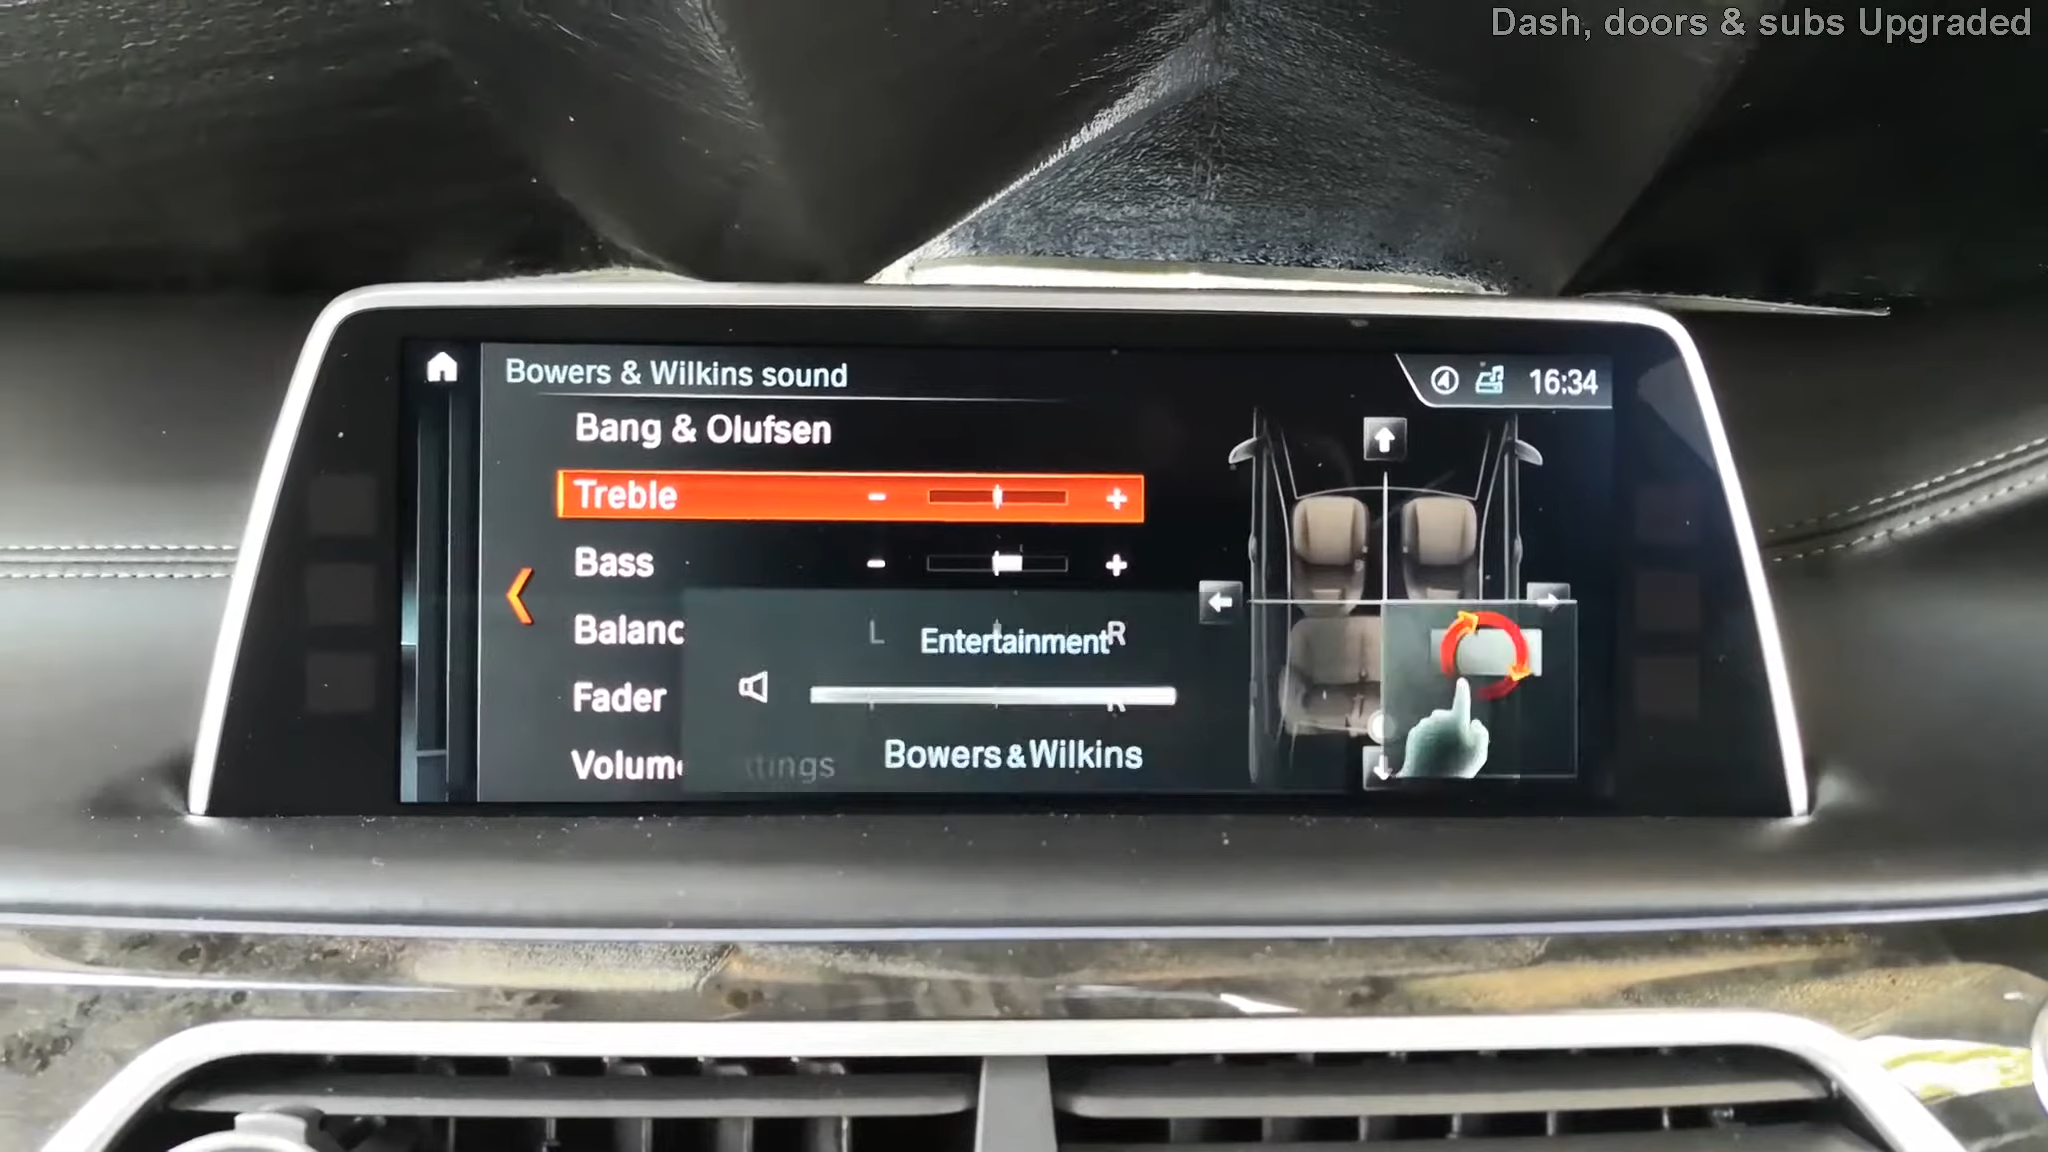 Dash, doors & subs Upgraded
Bowers & Wilkins sound
16:34
Bang & Olufsen
Treble - +
Bass - +
Balanc L R
Entertainment
Fader R
Volume ttings
Bowers & Wilkins